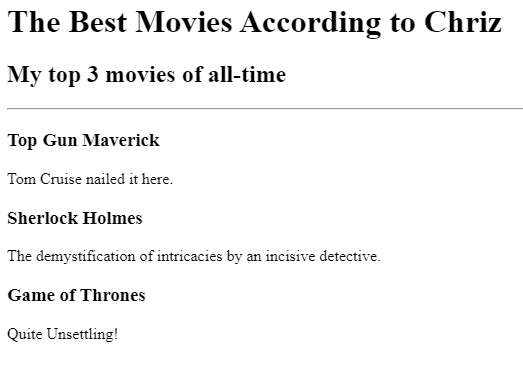 The Best Movies According to Chriz
My top 3 movies of all-time
Top Gun Maverick
Tom Cruise nailed it here.
Sherlock Holmes
The demystification of intricacies by an incisive detective.
Game of Thrones
Quite Unsettling!